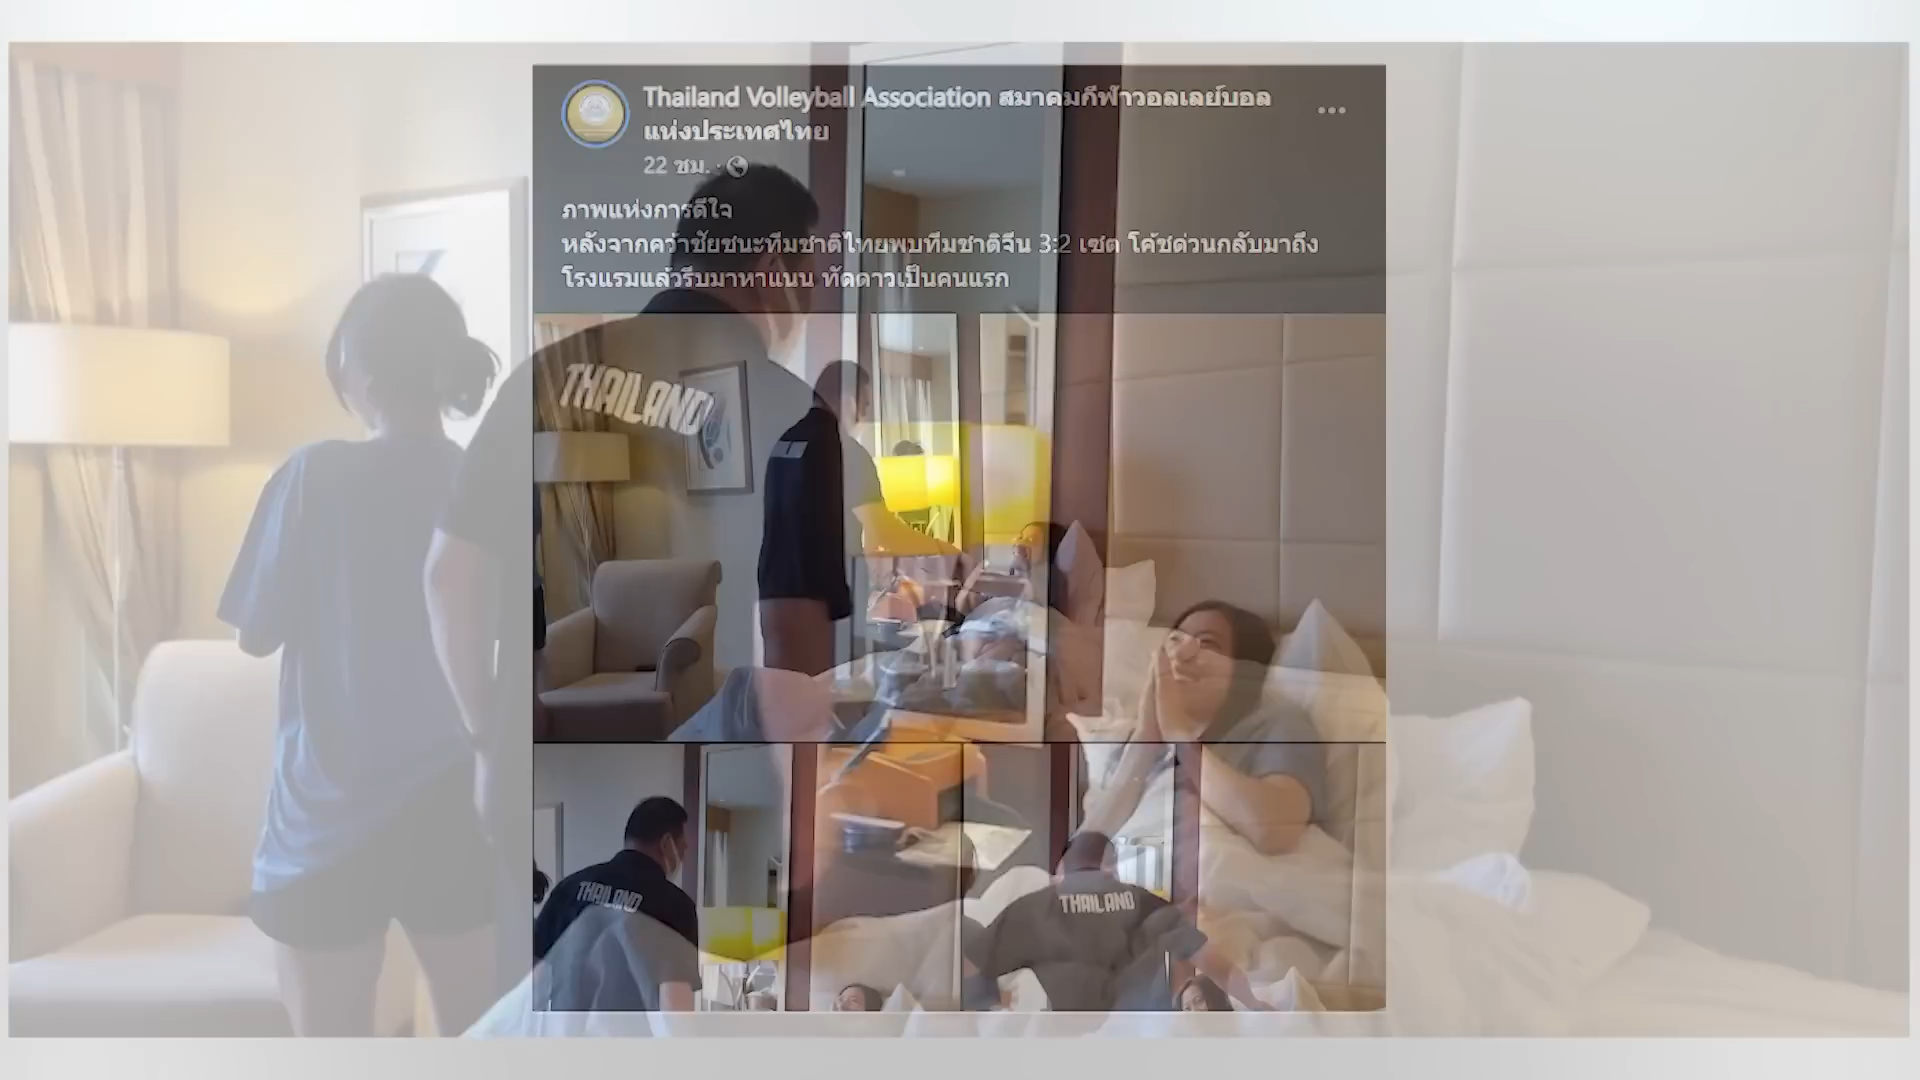 Thailand Volleyball Association สมาคมกีฬาวอลเลย์บอล
แห่งประเทศไทย
22 ชม.
ภาพแห่งการดีใจ
หลังจากคว้าชัยชนะทีมชาติไทยพบทีมชาติจีน 3:2 เซต โค้ชด่วนกลับมาถึง
โรงแรมแล้วรีบมาหาแนน ทัดดาวเป็นคนแรก
THAILAND
THAILAND
THAILAND